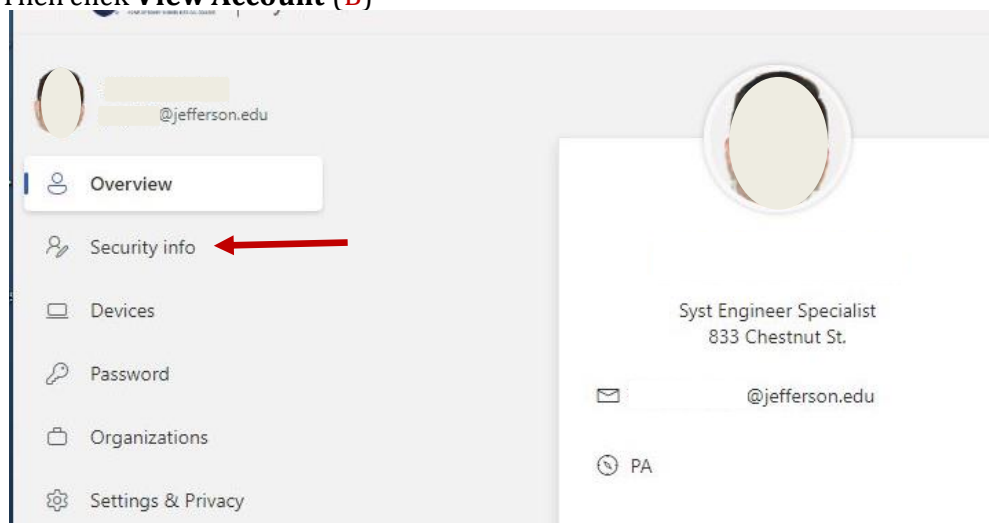 Then click View Account (B)
@jefferson.edu
Overview
Security info
Devices
Password
Organizations
Settings & Privacy
Syst Engineer Specialist
833 Chestnut St.
@jefferson.edu
PA